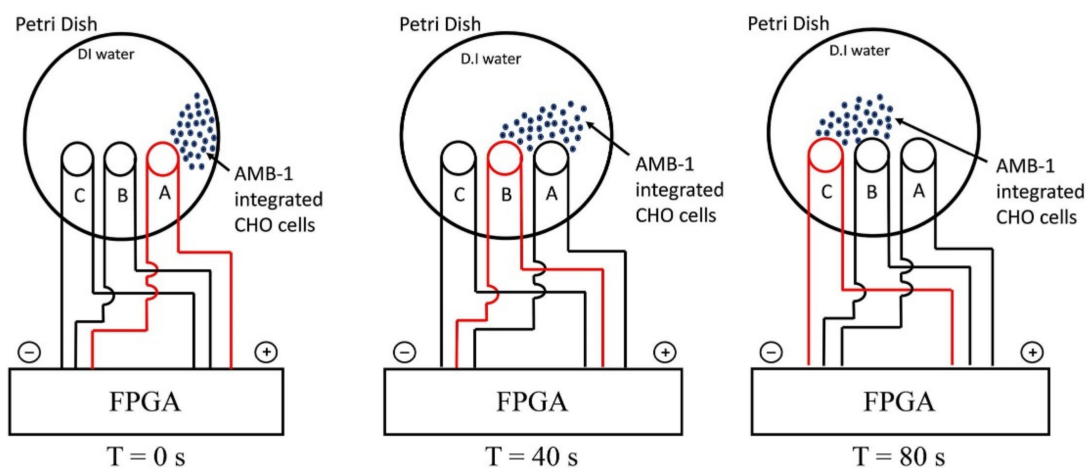 Petri Dish
DI water
C B A
AMB-1
integrated
CHO cells
− +
FPGA
T = 0 s
Petri Dish
D.I water
C B A
AMB-1
integrated
CHO cells
− +
FPGA
T = 40 s
Petri Dish
D.I water
C B A
AMB-1
integrated
CHO cells
− +
FPGA
T = 80 s